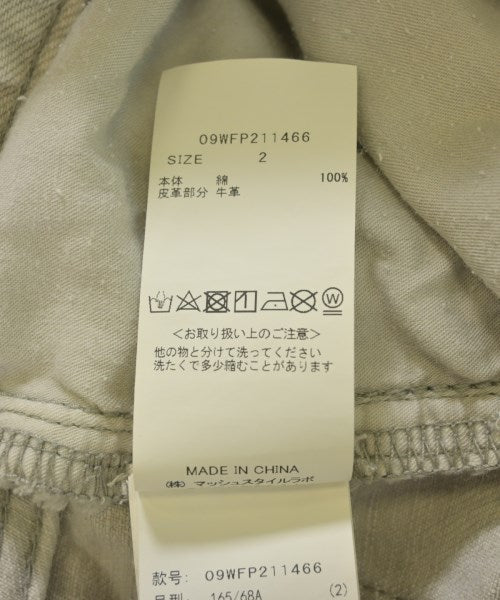 09WFP211466
SIZE 2
本体 綿 100%
皮革部分 牛革
W
<お取り扱い上のご注意>
他の物と分けて洗ってください
洗たくで多少縮むことがあります
MADE IN CHINA
(株) マッシュスタイルラボ
款号: 09WFP211466
号型: 165/68A (2)